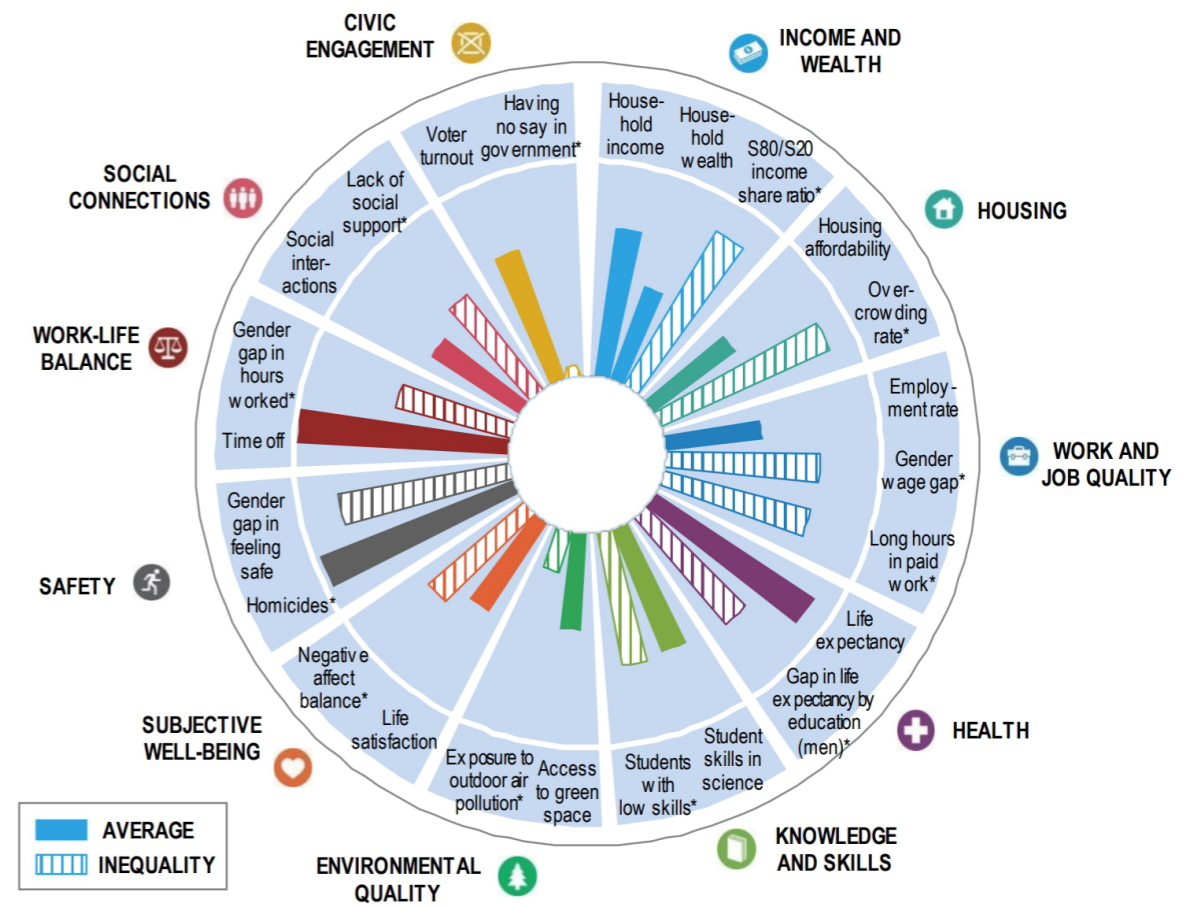 CIVIC
ENGAGEMENT
INCOME AND
WEALTH
Having
no say in
government*
Voter
turnout
House-
hold
income
House-
hold
wealth
S80/S20
income
share ratio*
SOCIAL
CONNECTIONS
Lack of
social
support*
Social
inter-
actions
HOUSING
Housing
affordability
Over-
crowding
rate*
WORK-LIFE
BALANCE
Gender
gap in
hours
worked*
Time off
Employ-
ment rate
Gender
wage gap*
Long hours
in paid
work*
WORK AND
JOB QUALITY
SAFETY
Gender
gap in
feeling
safe
Homicides*
Life
expectancy
Gap in life
expectancy by
education
(men)*
HEALTH
SUBJECTIVE
WELL-BEING
Negative
affect
balance*
Life
satisfaction
Exposure to
outdoor air
pollution*
Access
to green
space
Students
with
low skills*
Student
skills in
science
KNOWLEDGE
AND SKILLS
ENVIRONMENTAL
QUALITY
AVERAGE
INEQUALITY